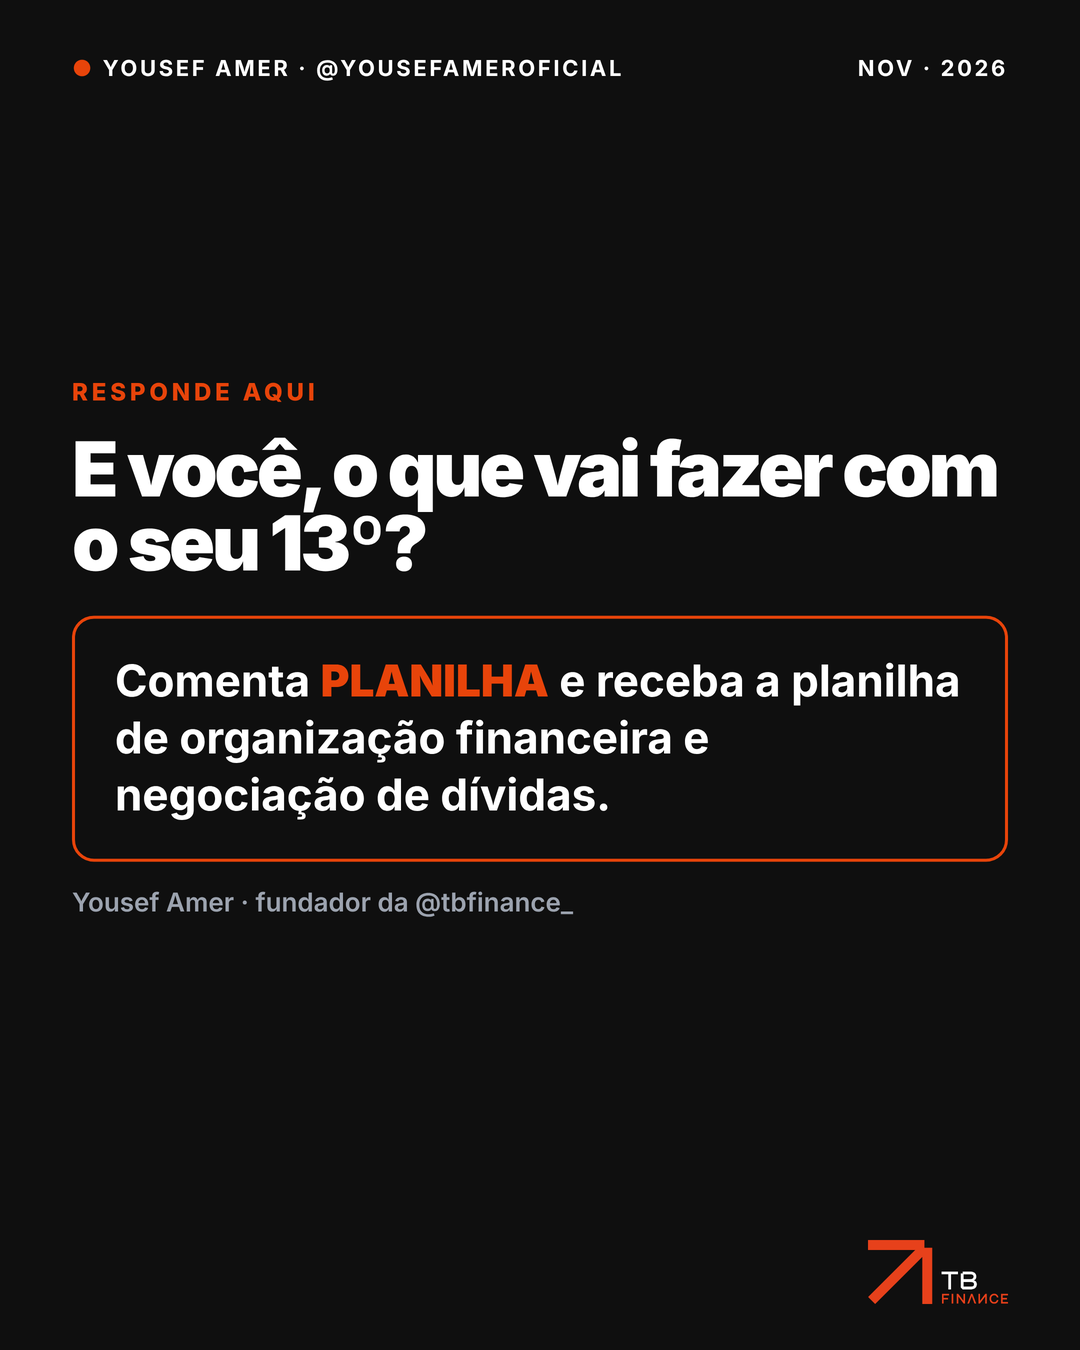 YOUSEF AMER · @YOUSEFAMEROFICIAL
NOV · 2026
RESPONDE AQUI
E você, o que vai fazer com
o seu 13º?
Comenta PLANILHA e receba a planilha
de organização financeira e
negociação de dívidas.
Yousef Amer · fundador da @tbfinance_
TB
FINANCE